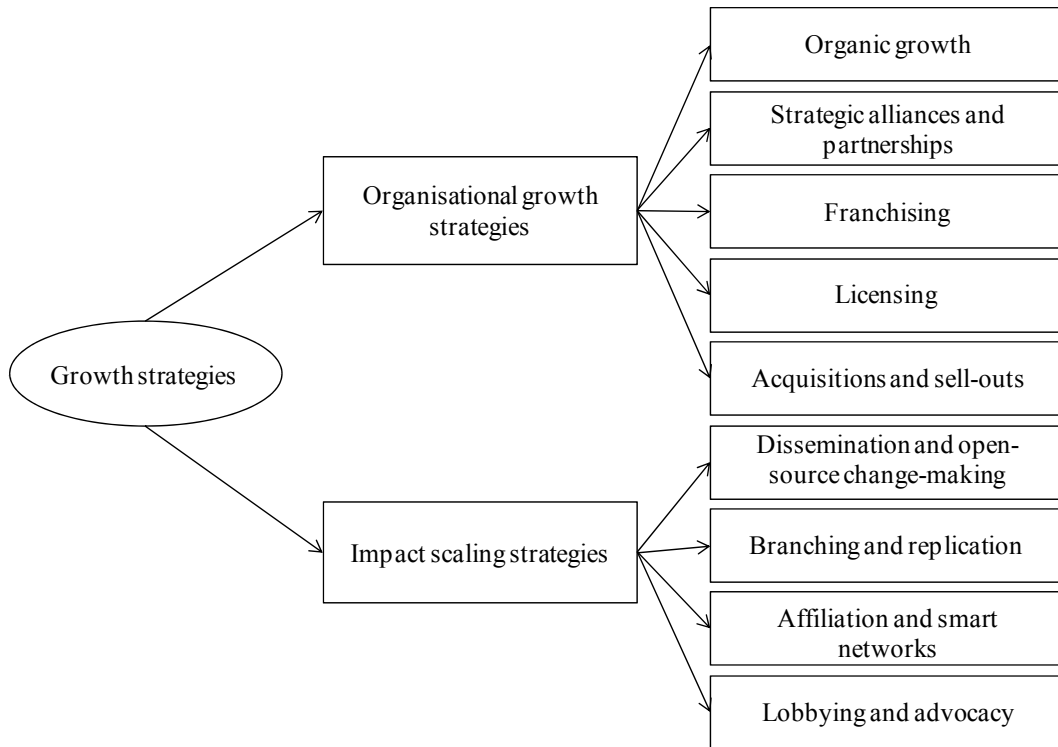 Organic growth
Strategic alliances and
partnerships
Organisational growth
strategies
Franchising
Licensing
Growth strategies
Acquisitions and sell-outs
Dissemination and open-
source change-making
Impact scaling strategies
Branching and replication
Affiliation and smart
networks
Lobbying and advocacy